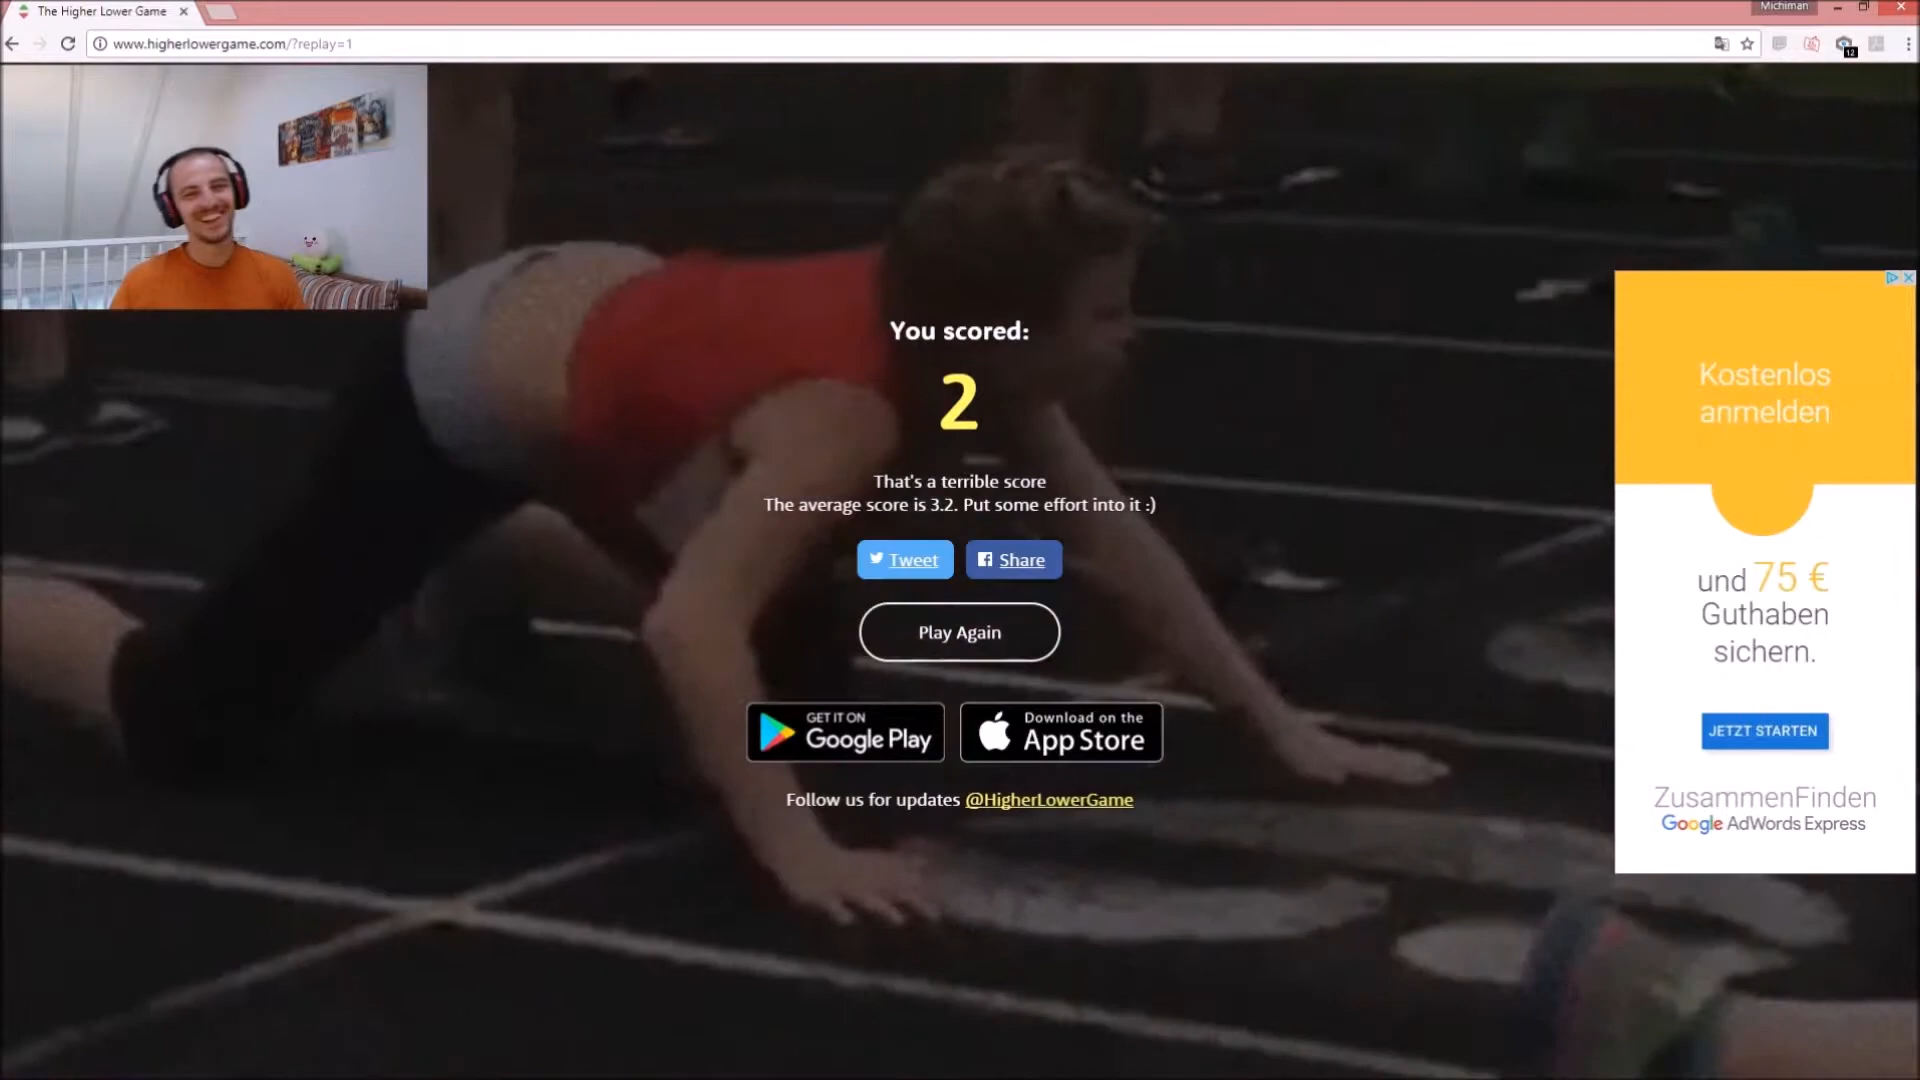 The Higher Lower Game
Michiman
www.higherlowergame.com/?replay=1
12
You scored:
2
That's a terrible score
The average score is 3.2. Put some effort into it :)
Tweet
Share
Play Again
GET IT ON
Google Play
Download on the
App Store
Follow us for updates @HigherLowerGame
Kostenlos
anmelden
und 75 €
Guthaben
sichern.
JETZT STARTEN
ZusammenFinden
Google AdWords Express